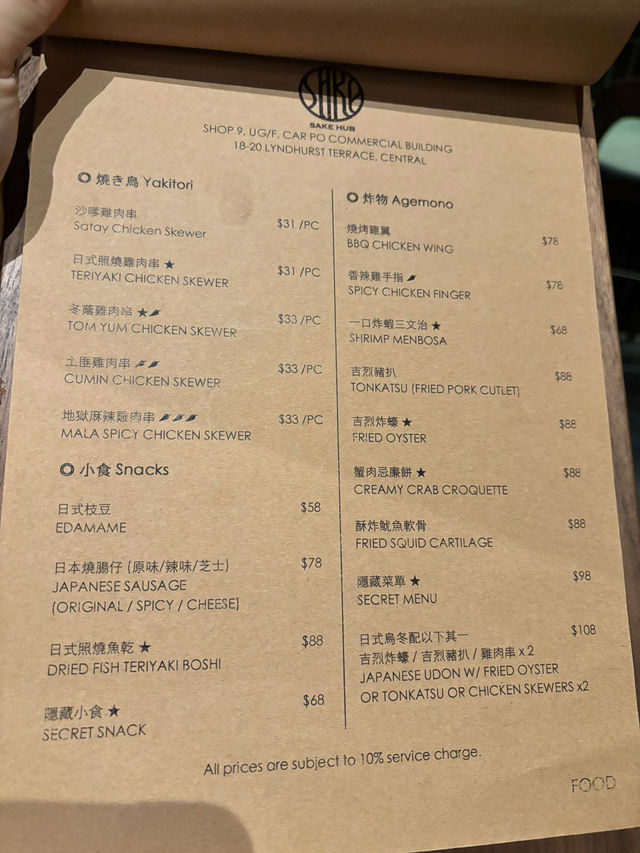 SAKE
SAKE HUB
SHOP 9, UG/F, CAR PO COMMERCIAL BUILDING
18-20 LYNDHURST TERRACE, CENTRAL
燒き鳥 Yakitori
沙嗲雞肉串
Satay Chicken Skewer $31 /PC
日式照燒雞肉串 ★
TERIYAKI CHICKEN SKEWER $31 /PC
冬蔭雞肉串 ★
TOM YUM CHICKEN SKEWER $33 /PC
土匪雞肉串
CUMIN CHICKEN SKEWER $33 /PC
地獄麻辣雞肉串
MALA SPICY CHICKEN SKEWER $33 /PC
小食 Snacks
日式枝豆 $58
EDAMAME
日本燒腸仔 (原味/辣味/芝士) $78
JAPANESE SAUSAGE
(ORIGINAL / SPICY / CHEESE)
日式照燒魚乾 ★ $88
DRIED FISH TERIYAKI BOSHI
隱藏小食 ★ $68
SECRET SNACK
炸物 Agemono
燒烤雞翼
BBQ CHICKEN WING $78
香辣雞手指
SPICY CHICKEN FINGER $78
一口炸蝦三文治 ★
SHRIMP MENBOSA $68
吉烈豬扒
TONKATSU (FRIED PORK CUTLET) $88
吉烈炸蠔 ★
FRIED OYSTER $88
蟹肉忌廉餅 ★
CREAMY CRAB CROQUETTE $88
酥炸魷魚軟骨
FRIED SQUID CARTILAGE $88
隱藏菜單 ★
SECRET MENU $98
日式烏冬配以下其一 $108
吉烈炸蠔 / 吉烈豬扒 / 雞肉串 x 2
JAPANESE UDON W/ FRIED OYSTER
OR TONKATSU OR CHICKEN SKEWERS x2
All prices are subject to 10% service charge.
FOOD